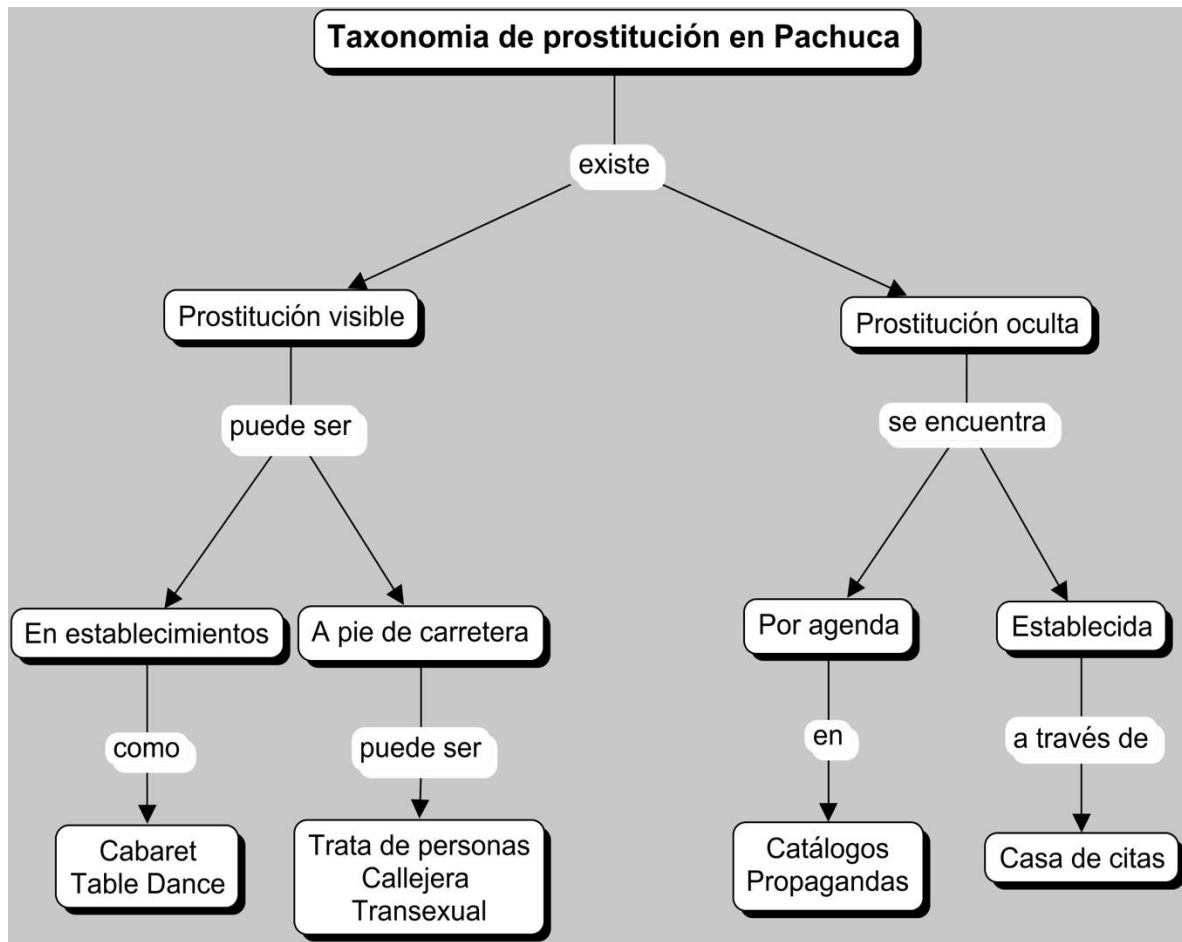 Taxonomia de prostitución en Pachuca
existe
Prostitución visible
Prostitución oculta
puede ser
se encuentra
En establecimientos
A pie de carretera
Por agenda
Establecida
como
puede ser
en
a través de
Cabaret
Table Dance
Trata de personas
Callejera
Transexual
Catálogos
Propagandas
Casa de citas